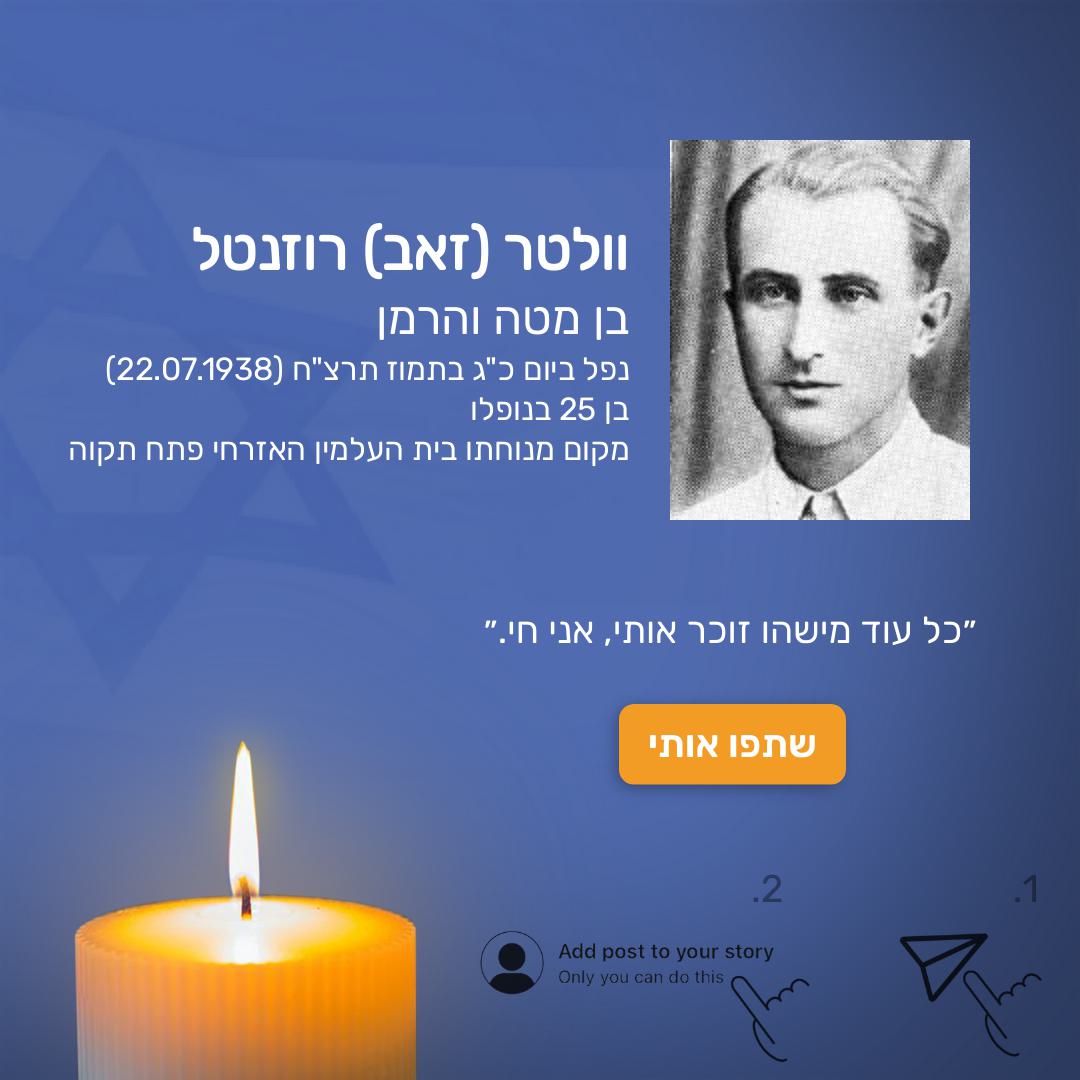 וולטר (זאב) רוזנטל
בן מטה והרמן
נפל ביום כ"ג בתמוז תרצ"ח (22.07.1938)
בן 25 בנופלו
מקום מנוחתו בית העלמין האזרחי פתח תקוה
״כל עוד מישהו זוכר אותי, אני חי.״
שתפו אותי
1.
2.
Add post to your story
Only you can do this